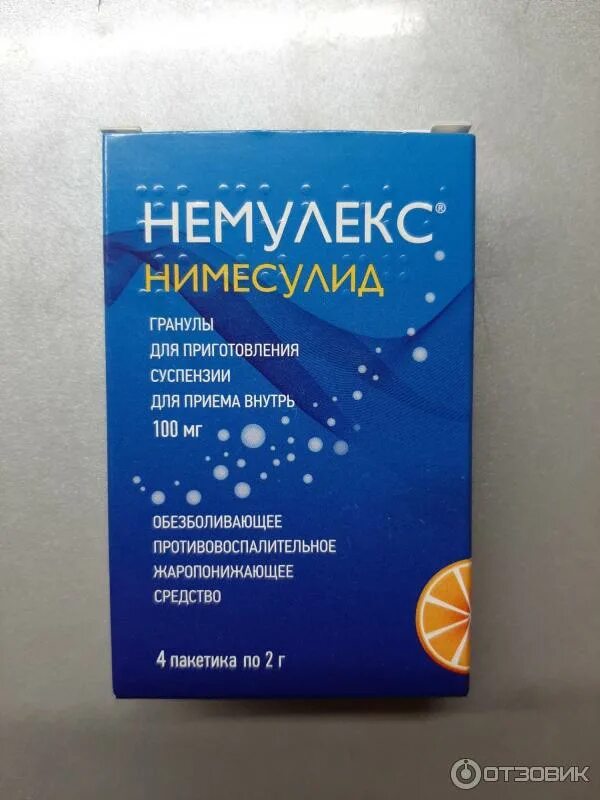 НЕМУЛЕКС®
НИМЕСУЛИД
ГРАНУЛЫ
ДЛЯ ПРИГОТОВЛЕНИЯ
СУСПЕНЗИИ
ДЛЯ ПРИЕМА ВНУТРЬ
100 мг
ОБЕЗБОЛИВАЮЩЕЕ
ПРОТИВОВОСПАЛИТЕЛЬНОЕ
ЖАРОПОНИЖАЮЩЕЕ
СРЕДСТВО
4 пакетика по 2 г
ОТЗОВИК